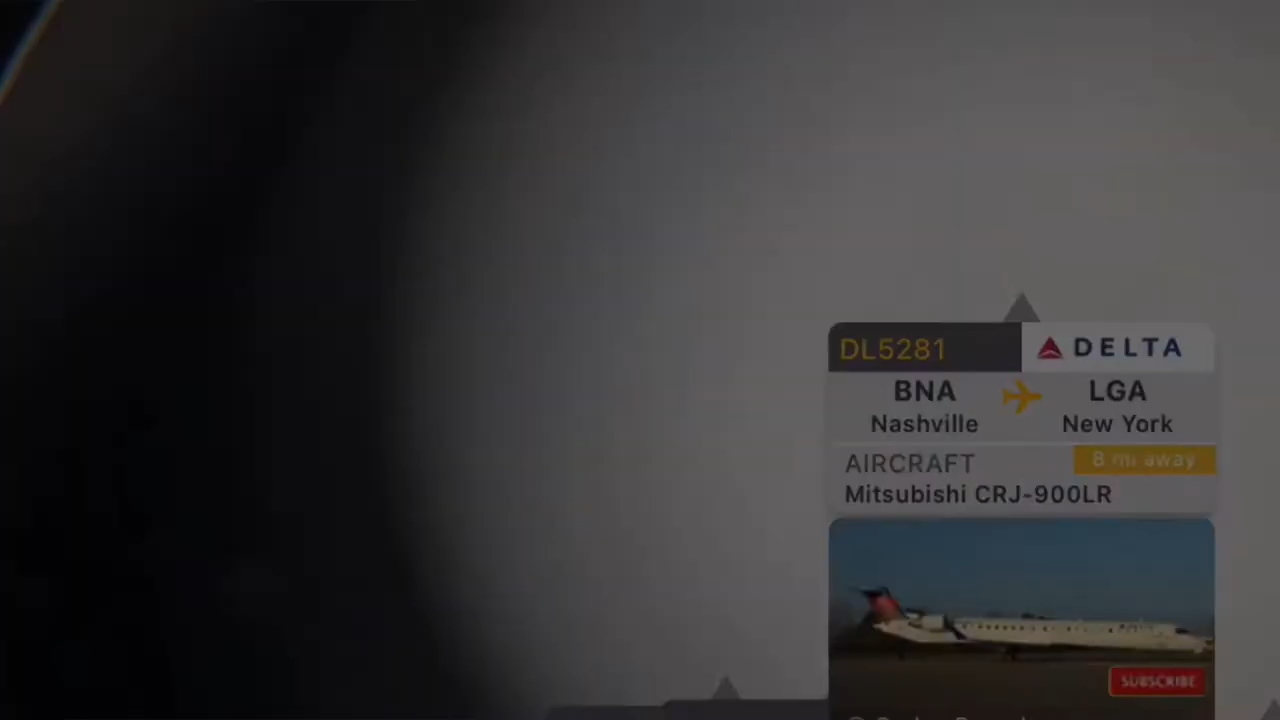 DL5281
DELTA
BNA
LGA
Nashville
New York
AIRCRAFT
8 mi away
Mitsubishi CRJ-900LR
SUBSCRIBE